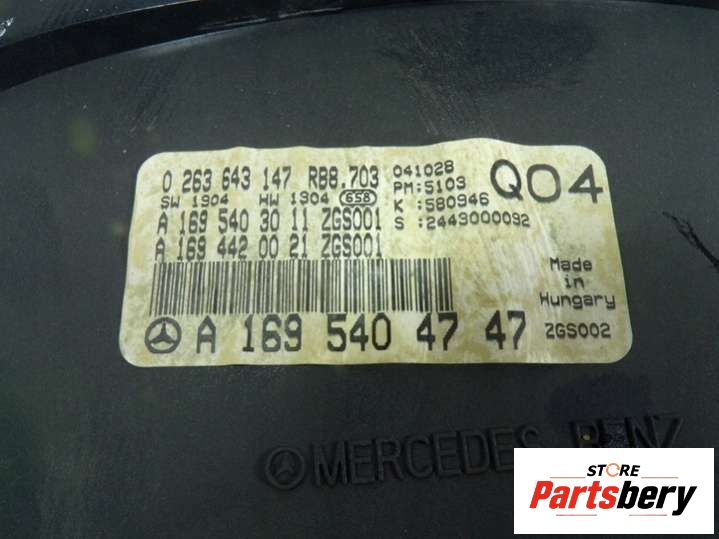 0 263 643 147 RB8.703 041028 Q04
SW 1904 HW 1904 658 PM:5103
K :580946
A 169 540 30 11 ZGS001 S :2449000092
A 169 442 00 21 ZGS001
Made
in
Hungary
A 169 540 47 47 ZGS002
MERCEDES BENZ
STORE
Partsbery